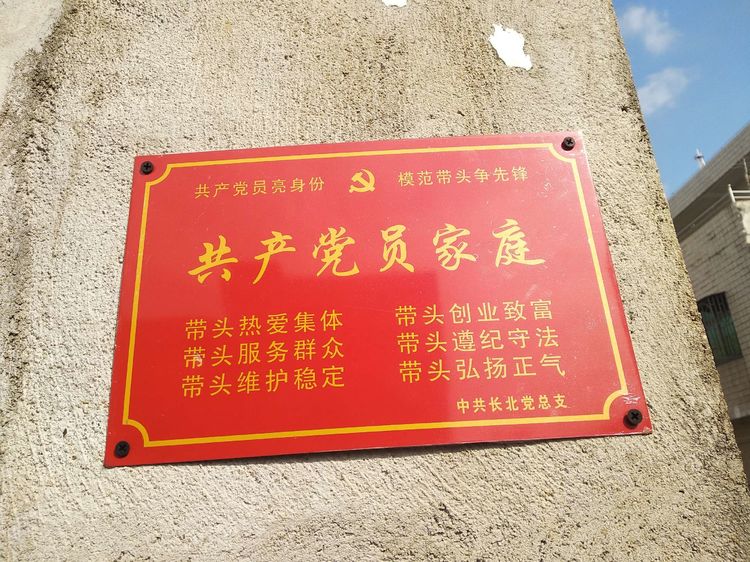 共产党员亮身份 模范带头争先锋
共产党员家庭
带头热爱集体 带头创业致富
带头服务群众 带头遵纪守法
带头维护稳定 带头弘扬正气
中共长北党总支